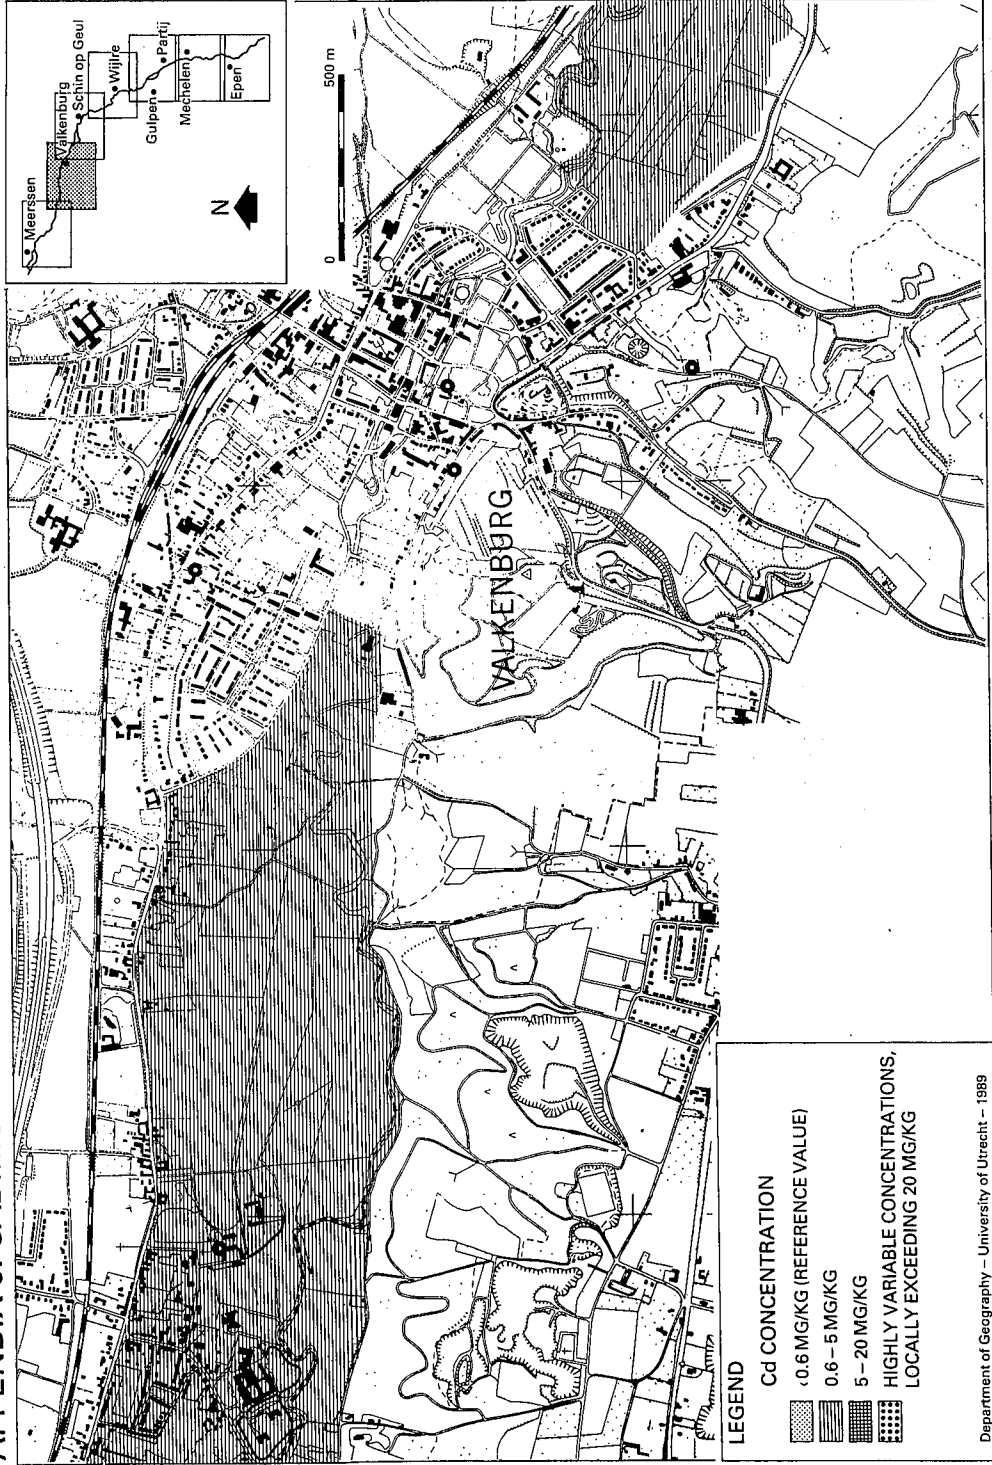 Meerssen
Valkenburg
Schin op Geul
Wijlre
Gulpen
Partij
Mechelen
Epen
N
0
500 m
VALKENBURG
LEGEND
Cd CONCENTRATION
‹0.6 MG/KG (REFERENCE VALUE)
0.6 – 5 MG/KG
5 – 20 MG/KG
HIGHLY VARIABLE CONCENTRATIONS,
LOCALLY EXCEEDING 20 MG/KG
Department of Geography – University of Utrecht – 1989